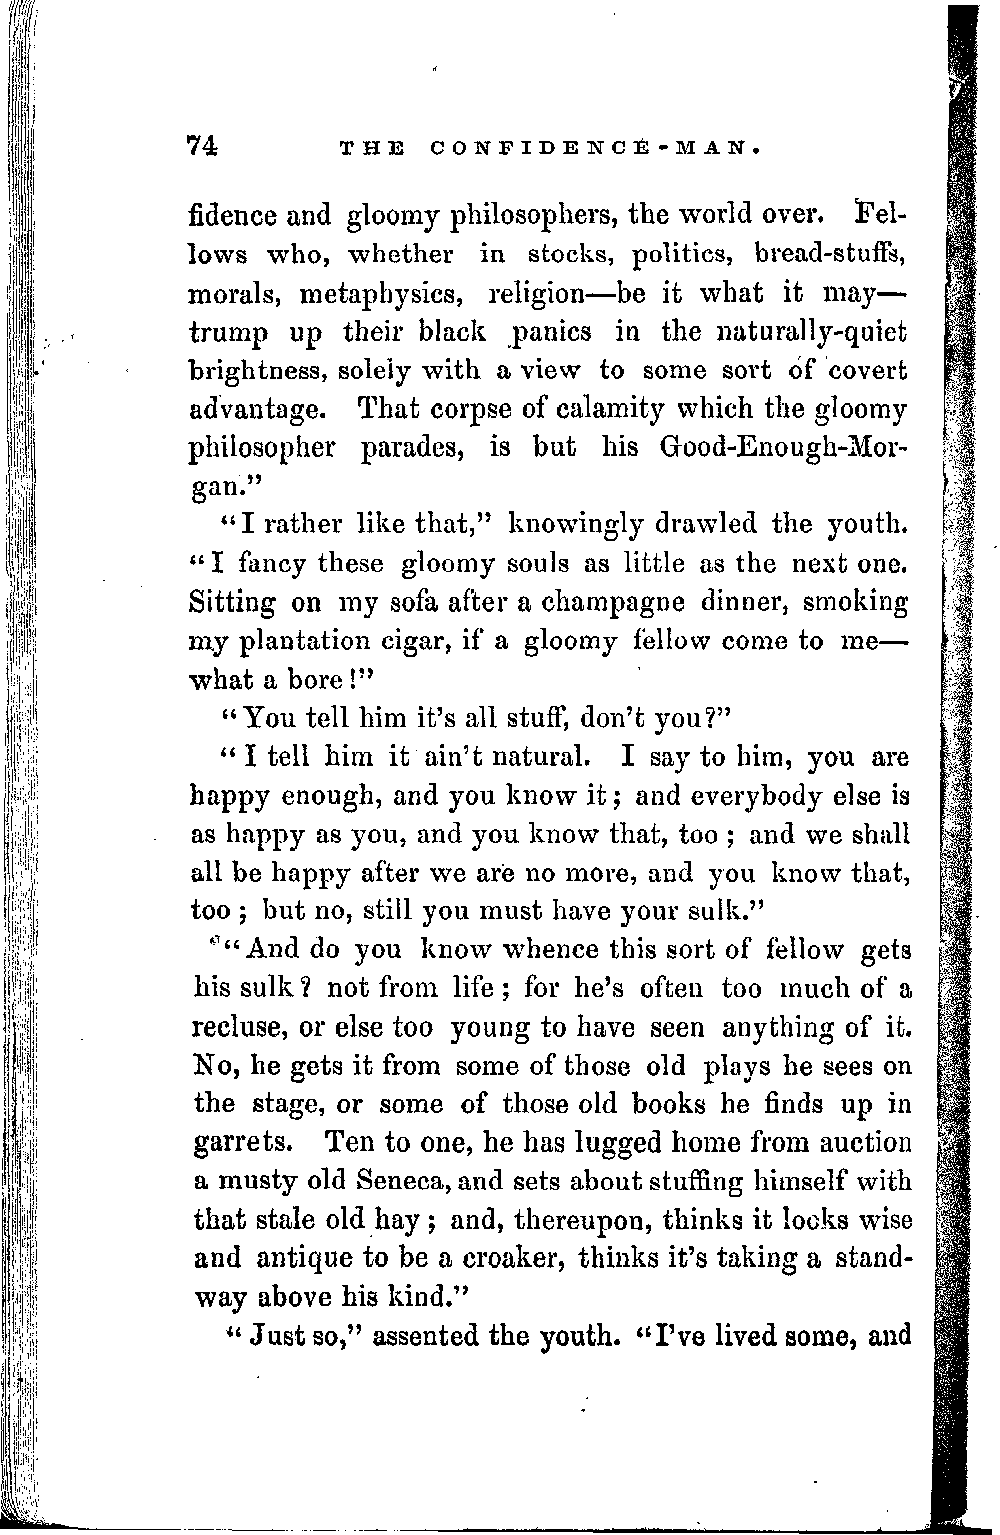 74 THE CONFIDENCE-MAN.
fidence and gloomy philosophers, the world over. Fel-
lows who, whether in stocks, politics, bread-stuffs,
morals, metaphysics, religion—be it what it may—
trump up their black panics in the naturally-quiet
brightness, solely with a view to some sort of covert
advantage. That corpse of calamity which the gloomy
philosopher parades, is but his Good-Enough-Mor-
gan."
"I rather like that," knowingly drawled the youth.
"I fancy these gloomy souls as little as the next one.
Sitting on my sofa after a champagne dinner, smoking
my plantation cigar, if a gloomy fellow come to me—
what a bore!"
"You tell him it's all stuff, don't you?"
"I tell him it ain't natural. I say to him, you are
happy enough, and you know it; and everybody else is
as happy as you, and you know that, too; and we shall
all be happy after we are no more, and you know that,
too; but no, still you must have your sulk."
"And do you know whence this sort of fellow gets
his sulk? not from life; for he's often too much of a
recluse, or else too young to have seen anything of it.
No, he gets it from some of those old plays he sees on
the stage, or some of those old books he finds up in
garrets. Ten to one, he has lugged home from auction
a musty old Seneca, and sets about stuffing himself with
that stale old hay; and, thereupon, thinks it looks wise
and antique to be a croaker, thinks it's taking a stand-
way above his kind."
"Just so," assented the youth. "I've lived some, and